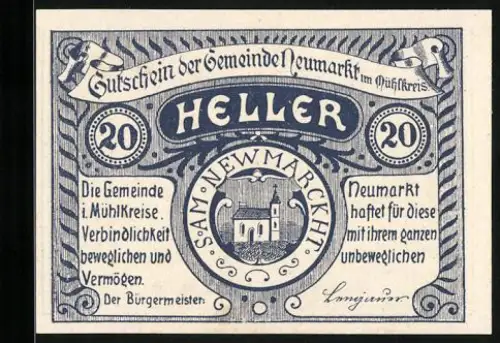 Gutschein der Gemeinde Neumarkt im Mühlkreis.
HELLER
20 20
S·AM·NEWMARCKHT·
Die Gemeinde Neumarkt
i. Mühlkreise. haftet für diese
Verbindlichkeit mit ihrem ganzen
beweglichen und unbeweglichen
Vermögen.
Der Bürgermeister: